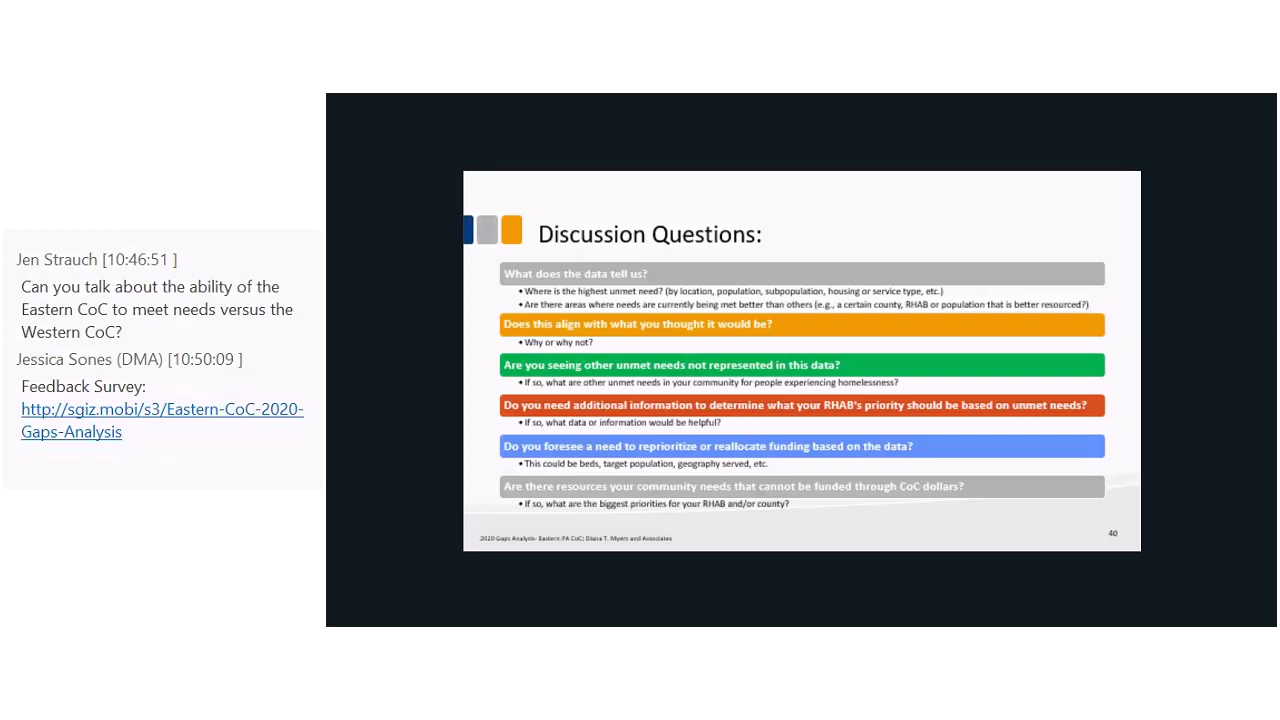 Jen Strauch [10:46:51 ]
Can you talk about the ability of the
Eastern CoC to meet needs versus the
Western CoC?
Jessica Sones (DMA) [10:50:09 ]
Feedback Survey:
http://sgiz.mobi/s3/Eastern-CoC-2020-
Gaps-Analysis
Discussion Questions:
What does the data tell us?
• Where is the highest unmet need? (by location, population, subpopulation, housing or service type, etc.)
• Are there areas where needs are currently being met better than others (e.g., a certain county, RHAB or population that is better resourced?)
Does this align with what you thought it would be?
• Why or why not?
Are you seeing other unmet needs not represented in this data?
• If so, what are other unmet needs in your community for people experiencing homelessness?
Do you need additional information to determine what your RHAB's priority should be based on unmet needs?
• If so, what data or information would be helpful?
Do you foresee a need to reprioritize or reallocate funding based on the data?
• This could be beds, target population, geography served, etc.
Are there resources your community needs that cannot be funded through CoC dollars?
• If so, what are the biggest priorities for your RHAB and/or county?
2020 Gaps Analysis- Eastern PA CoC; Diana T. Myers and Associates
40